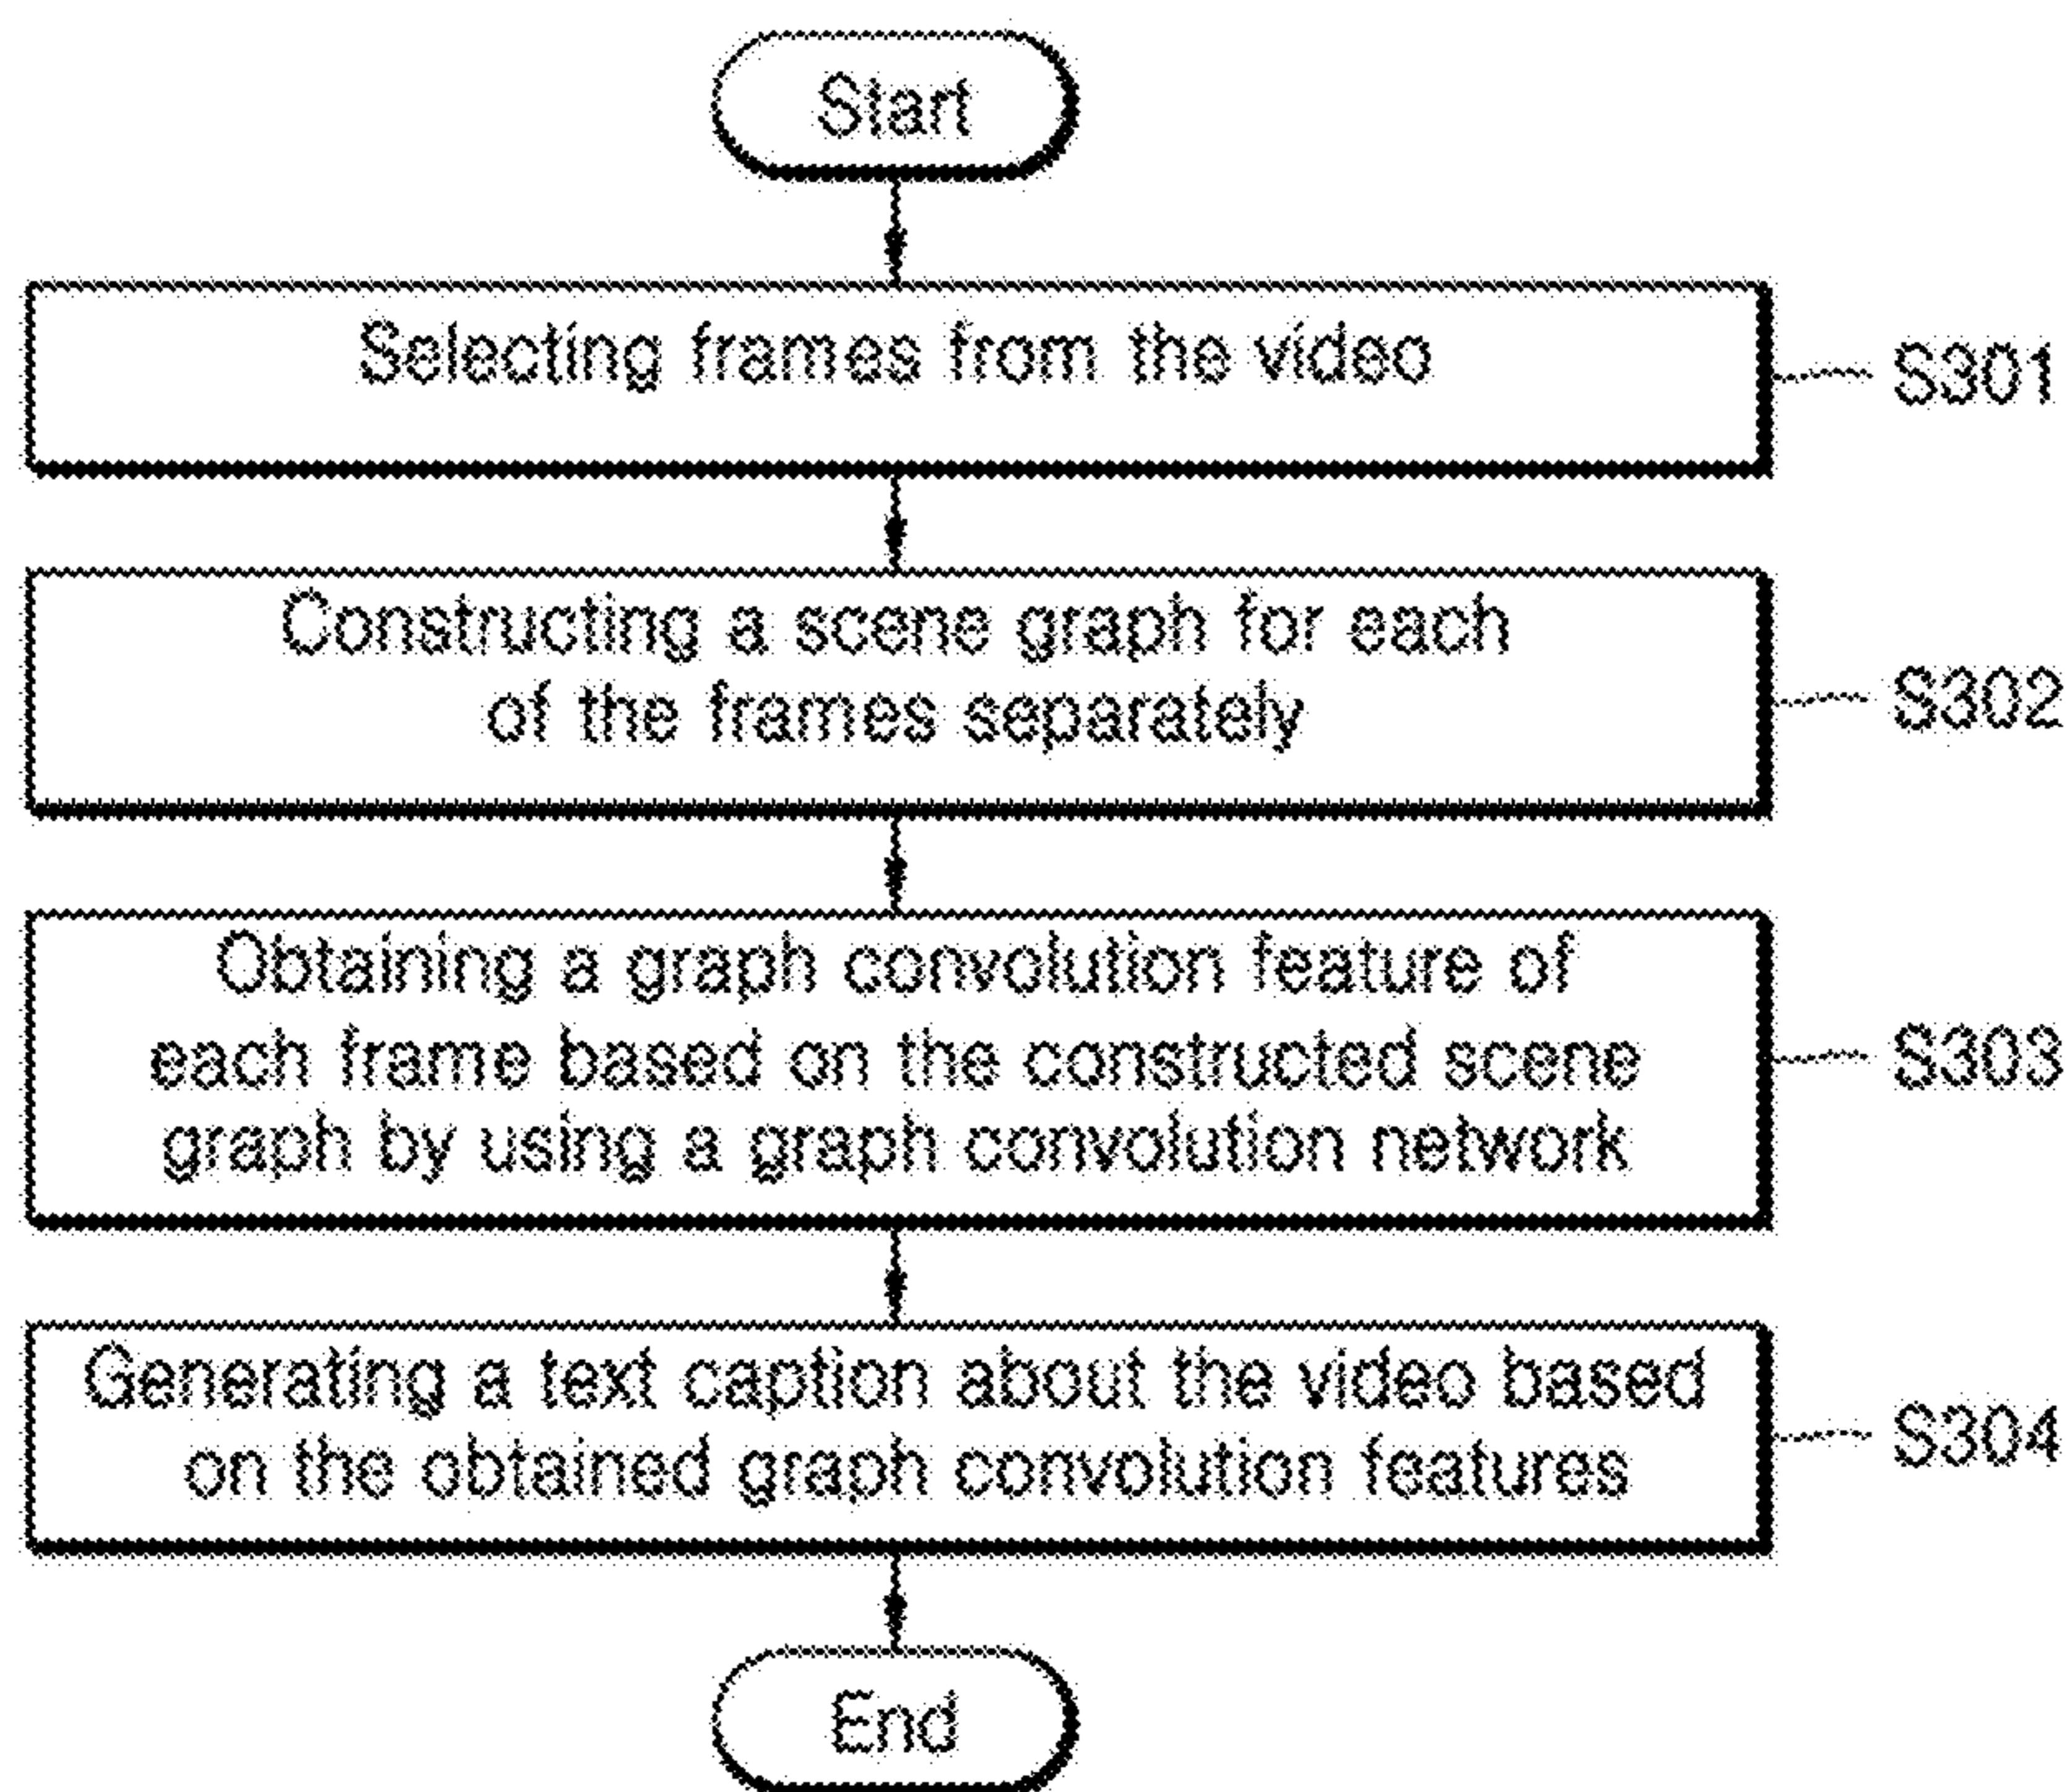 Start
Selecting frames from the video
S301
Constructing a scene graph for each
of the frames separately
S302
Obtaining a graph convolution feature of
each frame based on the constructed scene
graph by using a graph convolution network
S303
Generating a text caption about the video based
on the obtained graph convolution features
S304
End